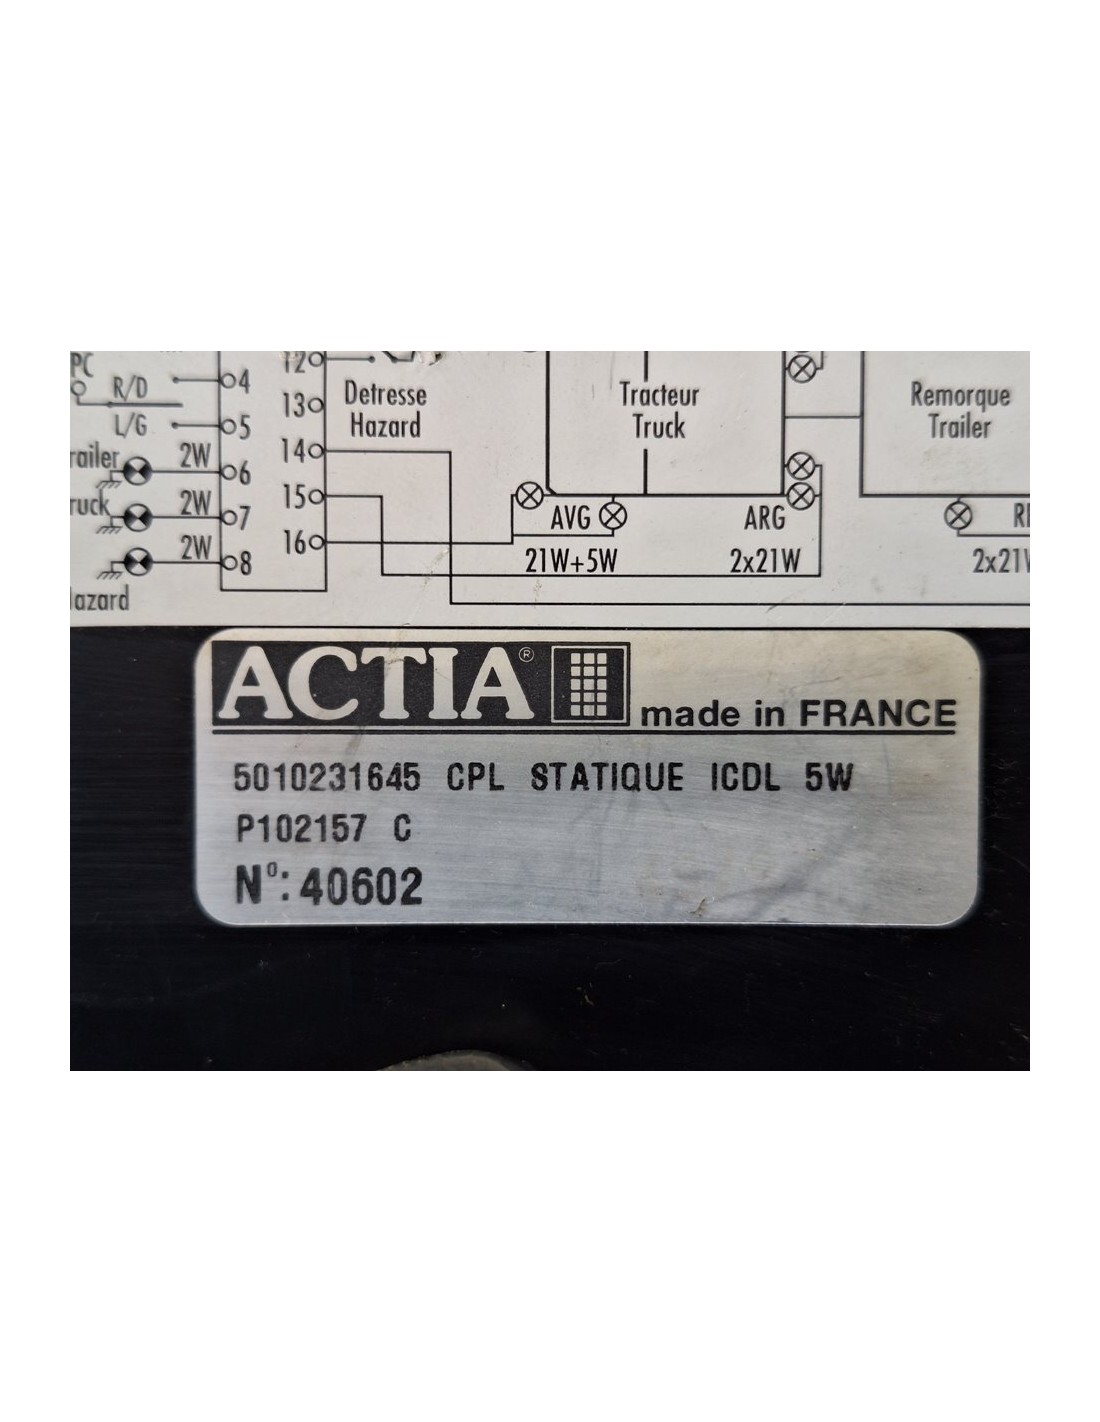 PC
R/D
4
12
13
Detresse
Hazard
Tracteur
Truck
Remorque
Trailer
L/G
5
14
railer
2W
6
15
ruck
2W
7
16
AVG
ARG
2W
8
21W+5W
2x21W
2x21W
azard
ACTIA® made in FRANCE
5010231645 CPL STATIQUE ICDL 5W
P102157 C
N°: 40602